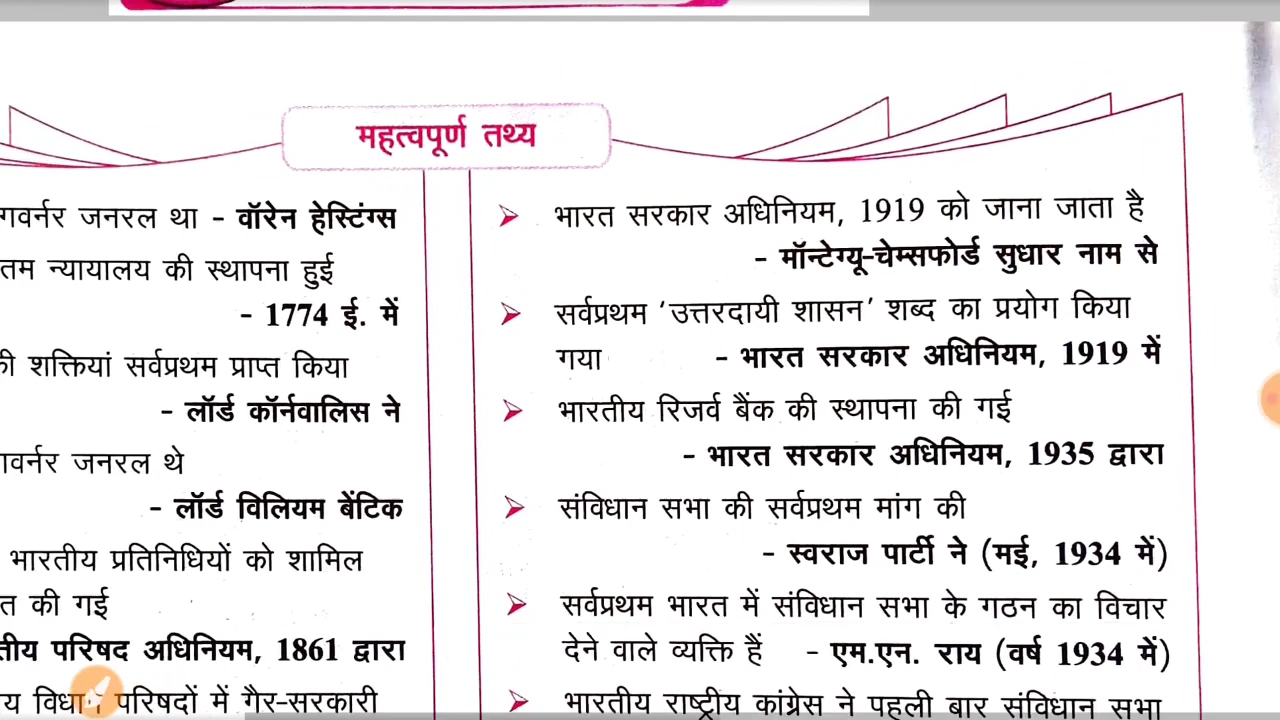 महत्वपूर्ण तथ्य
गवर्नर जनरल था - वॉरेन हेस्टिंग्स
तम न्यायालय की स्थापना हुई
- 1774 ई. में
की शक्तियां सर्वप्रथम प्राप्त किया
- लॉर्ड कॉर्नवालिस ने
गवर्नर जनरल थे
- लॉर्ड विलियम बेंटिक
भारतीय प्रतिनिधियों को शामिल
त की गई
तीय परिषद अधिनियम, 1861 द्वारा
य विधान परिषदों में गैर-सरकारी
भारत सरकार अधिनियम, 1919 को जाना जाता है
- मॉन्टेग्यू-चेम्सफोर्ड सुधार नाम से
सर्वप्रथम ‘उत्तरदायी शासन’ शब्द का प्रयोग किया
गया - भारत सरकार अधिनियम, 1919 में
भारतीय रिजर्व बैंक की स्थापना की गई
- भारत सरकार अधिनियम, 1935 द्वारा
संविधान सभा की सर्वप्रथम मांग की
- स्वराज पार्टी ने (मई, 1934 में)
सर्वप्रथम भारत में संविधान सभा के गठन का विचार
देने वाले व्यक्ति हैं - एम.एन. राय (वर्ष 1934 में)
भारतीय राष्ट्रीय कांग्रेस ने पहली बार संविधान सभा